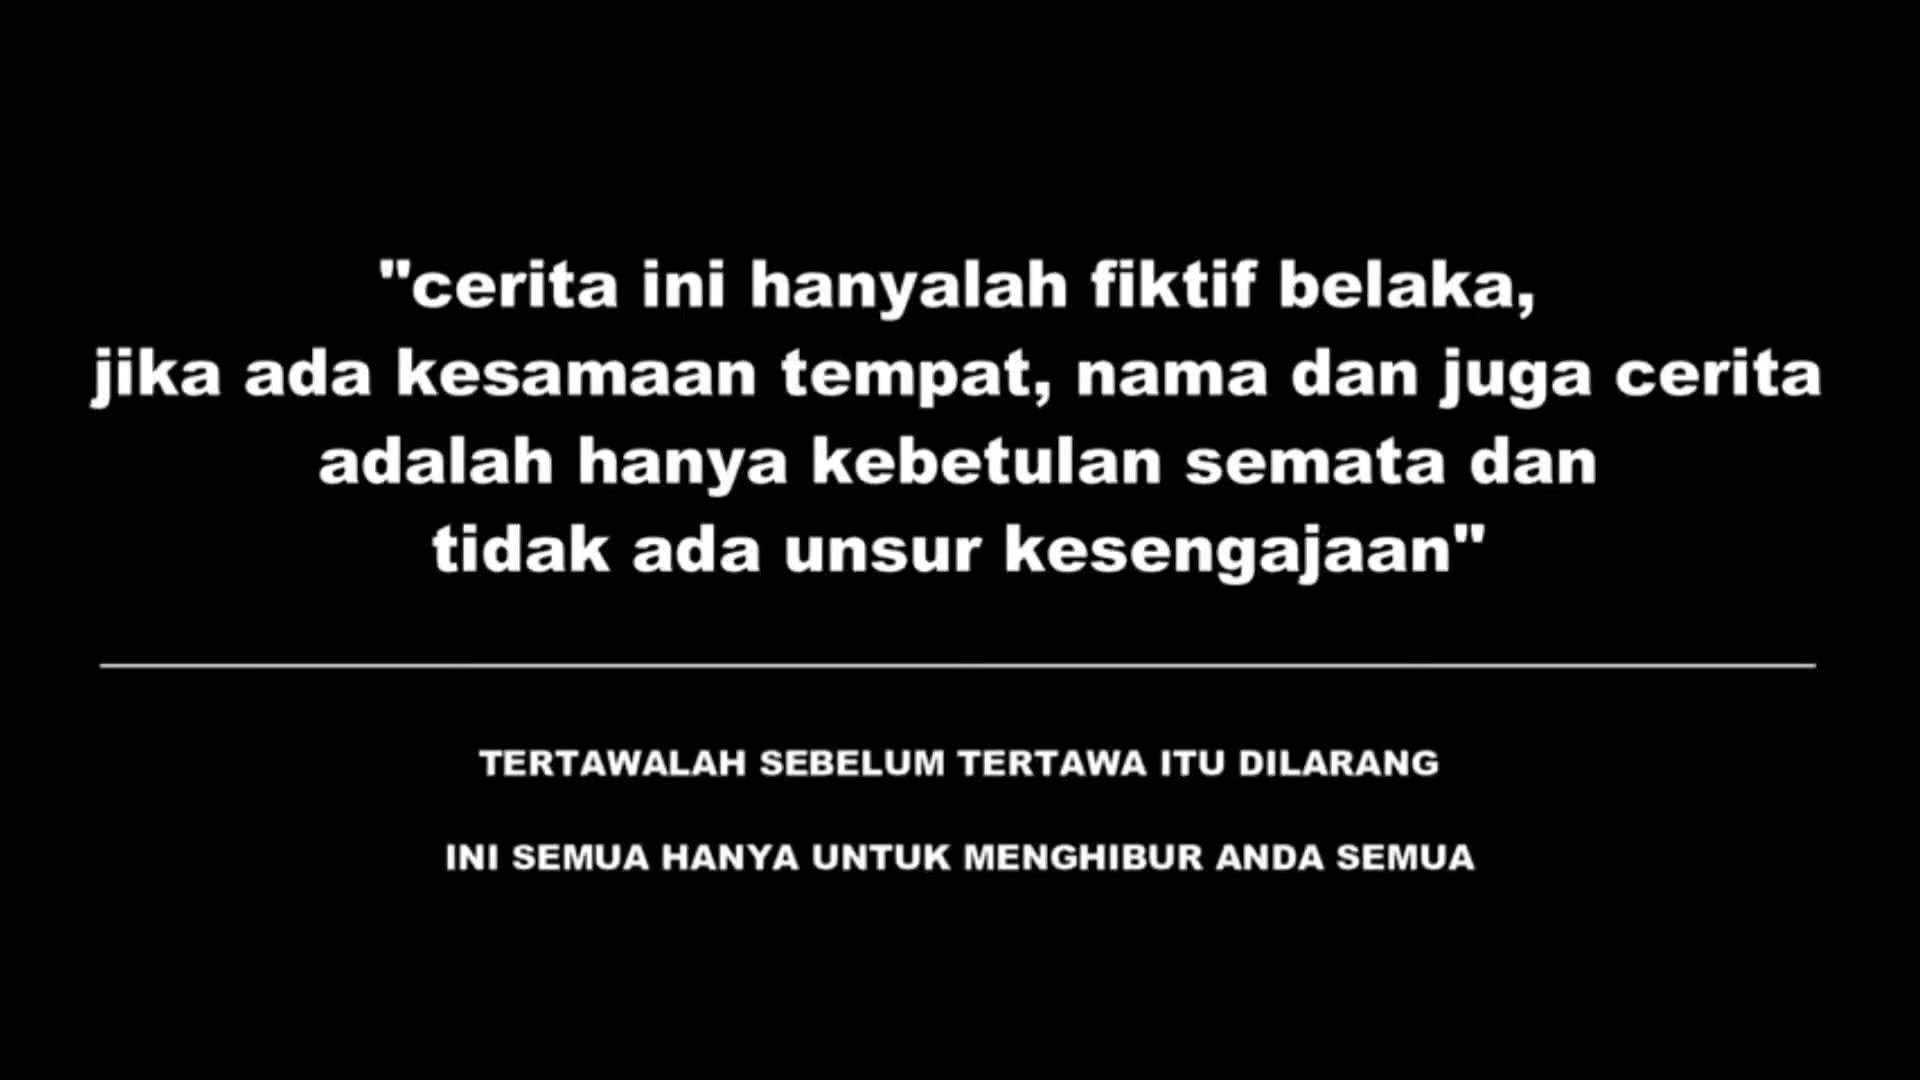 "cerita ini hanyalah fiktif belaka,
jika ada kesamaan tempat, nama dan juga cerita
adalah hanya kebetulan semata dan
tidak ada unsur kesengajaan"
TERTAWALAH SEBELUM TERTAWA ITU DILARANG
INI SEMUA HANYA UNTUK MENGHIBUR ANDA SEMUA